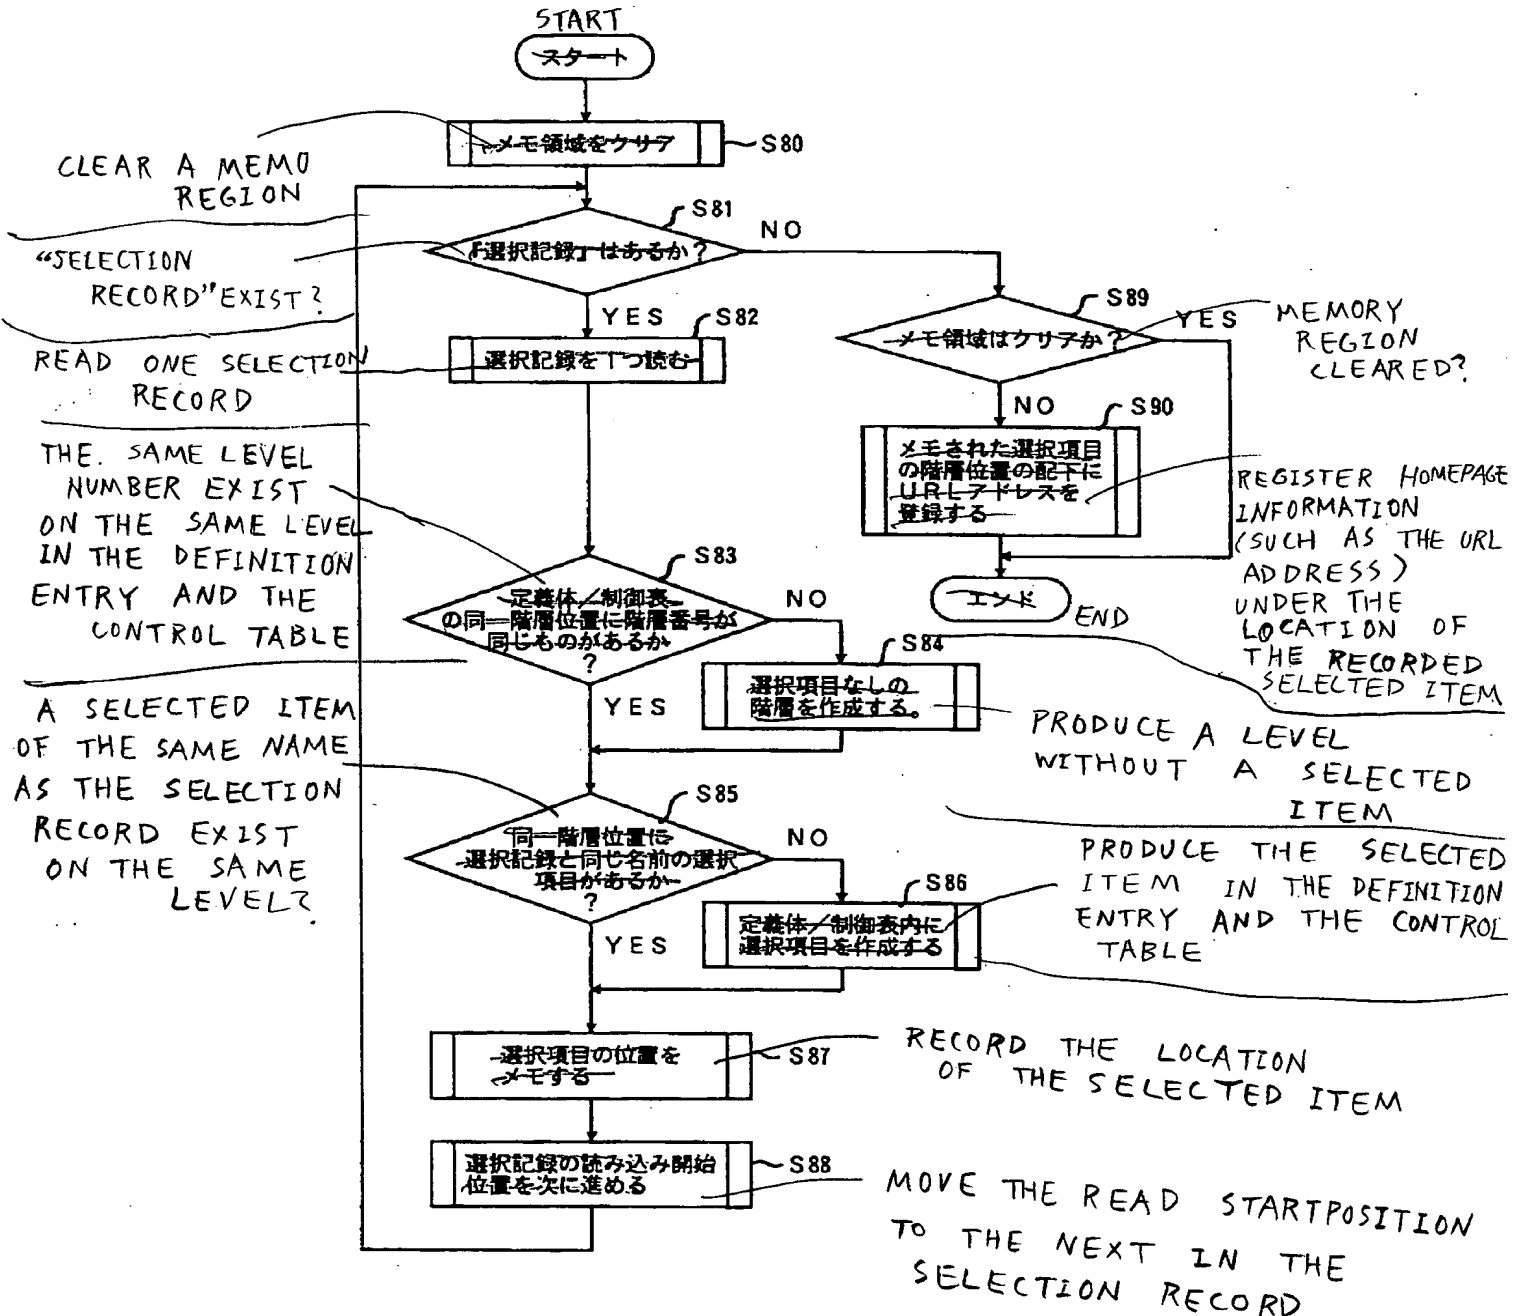 START
スタート
メモ領域をクリア
S80
CLEAR A MEMO
REGION
S81
NO
「選択記録」はあるか?
"SELECTION
RECORD" EXIST?
YES
S82
選択記録を1つ読む
READ ONE SELECTION
RECORD
S89
YES
メモ領域はクリアか?
MEMORY
REGION
CLEARED?
NO
S90
メモされた選択項目
の階層位置の配下に
URLアドレスを
登録する
REGISTER HOMEPAGE
INFORMATION
(SUCH AS THE URL
ADDRESS)
UNDER THE
LOCATION OF
THE RECORDED
SELECTED ITEM
エンド
END
THE. SAME LEVEL
NUMBER EXIST
ON THE SAME LEVEL
IN THE DEFINITION
ENTRY AND THE
CONTROL TABLE
S83
定義体/制御表
の同一階層位置に階層番号が
同じものがあるか
?
NO
YES
S84
選択項目なしの
階層を作成する。
PRODUCE A LEVEL
WITHOUT A SELECTED
ITEM
A SELECTED ITEM
OF THE SAME NAME
AS THE SELECTION
RECORD EXIST
ON THE SAME
LEVEL?
S85
同一階層位置に
選択記録と同じ名前の選択
項目があるか
?
NO
YES
S86
定義体/制御表内に
選択項目を作成する
PRODUCE THE SELECTED
ITEM IN THE DEFINITION
ENTRY AND THE CONTROL
TABLE
選択項目の位置を
メモする
S87
RECORD THE LOCATION
OF THE SELECTED ITEM
選択記録の読み込み開始
位置を次に進める
S88
MOVE THE READ STARTPOSITION
TO THE NEXT IN THE
SELECTION RECORD